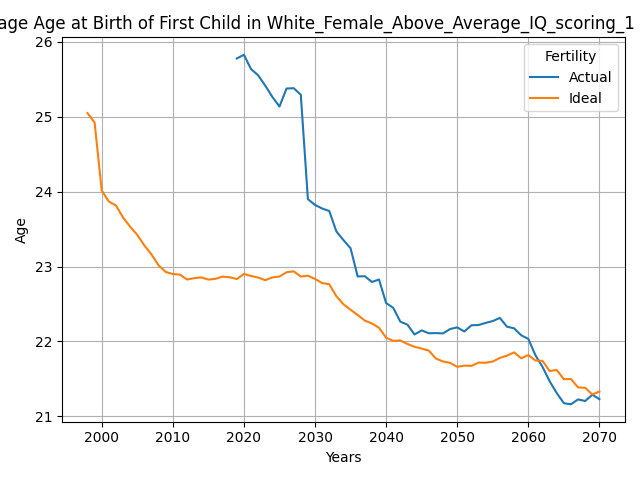 age Age at Birth of First Child in White_Female_Above_Average_IQ_scoring_1
26
25
24
23
22
21
Age
Fertility
Actual
Ideal
2000 2010 2020 2030 2040 2050 2060 2070
Years